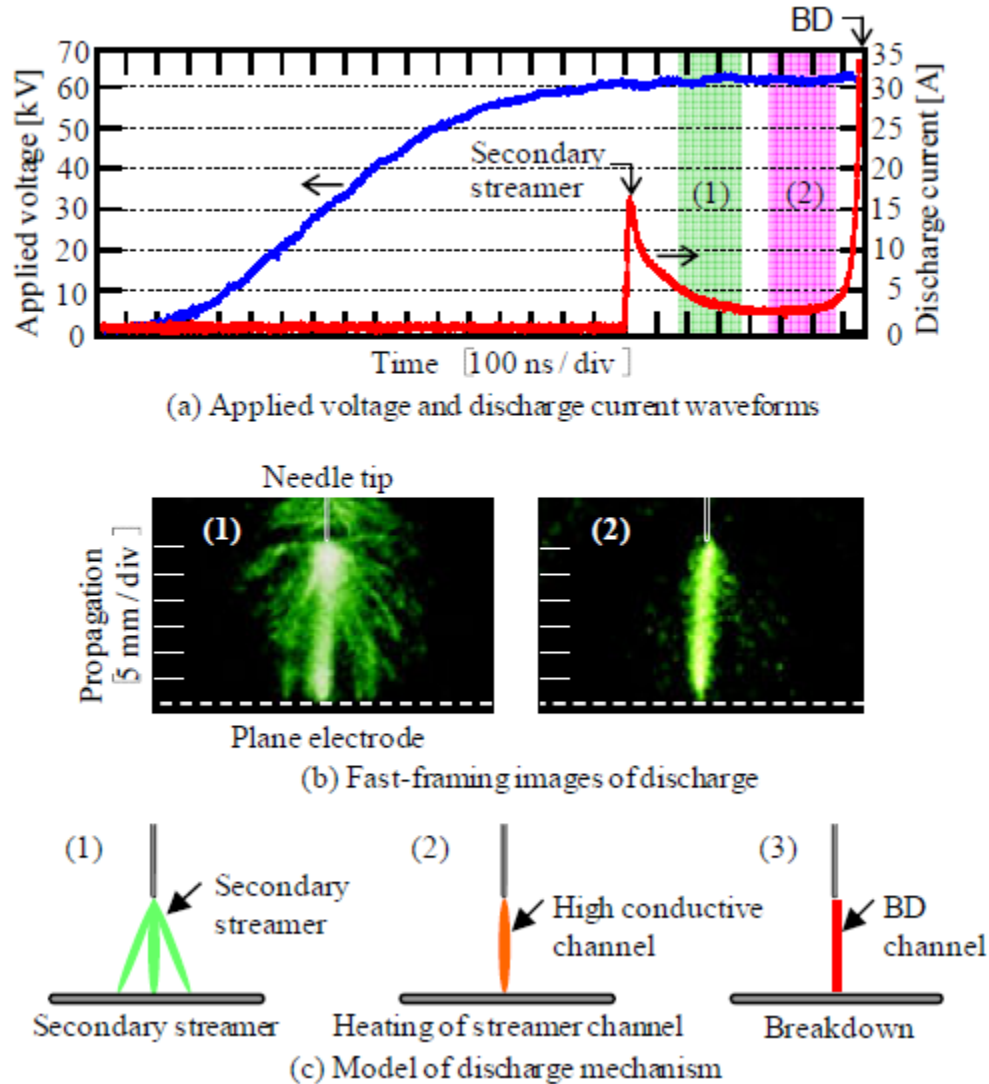 BD
70
60
50
40
30
20
10
0
Applied voltage [kV]
Secondary
streamer
(1)
(2)
35
30
25
20
15
10
5
0
Discharge current [A]
Time [100 ns / div]
(a) Applied voltage and discharge current waveforms
Needle tip
(1)
(2)
Propagation
[5 mm / div]
Plane electrode
(b) Fast-framing images of discharge
(1)
Secondary
streamer
Secondary streamer
(2)
High conductive
channel
Heating of streamer channel
(3)
BD
channel
Breakdown
(c) Model of discharge mechanism